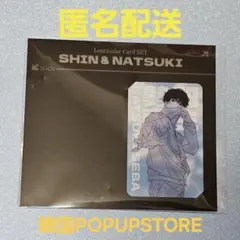 匿名配送
Lenticular Card SET
SHIN & NATSUKI
SEBA
韓国POPUPSTORE